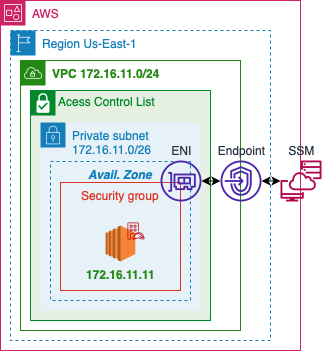 AWS
Region Us-East-1
VPC 172.16.11.0/24
Acess Control List
Private subnet
172.16.11.0/26
ENI
Endpoint
SSM
Avail. Zone
Security group
172.16.11.11